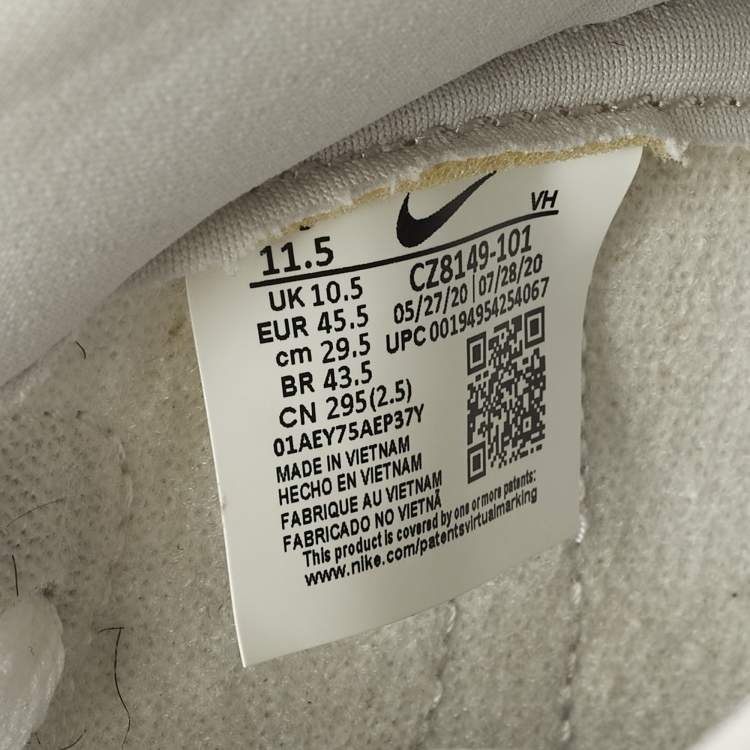 VH
11.5
CZ8149-101
UK 10.5
05/27/20 | 07/28/20
EUR 45.5
UPC 00194954254067
cm 29.5
BR 43.5
CN 295(2.5)
01AEY75AEP37Y
MADE IN VIETNAM
HECHO EN VIETNAM
FABRIQUE AU VIETNAM
FABRICADO NO VIETNÃ
This product is covered by one or more patents:
www.nike.com/patentsvirtualmarking